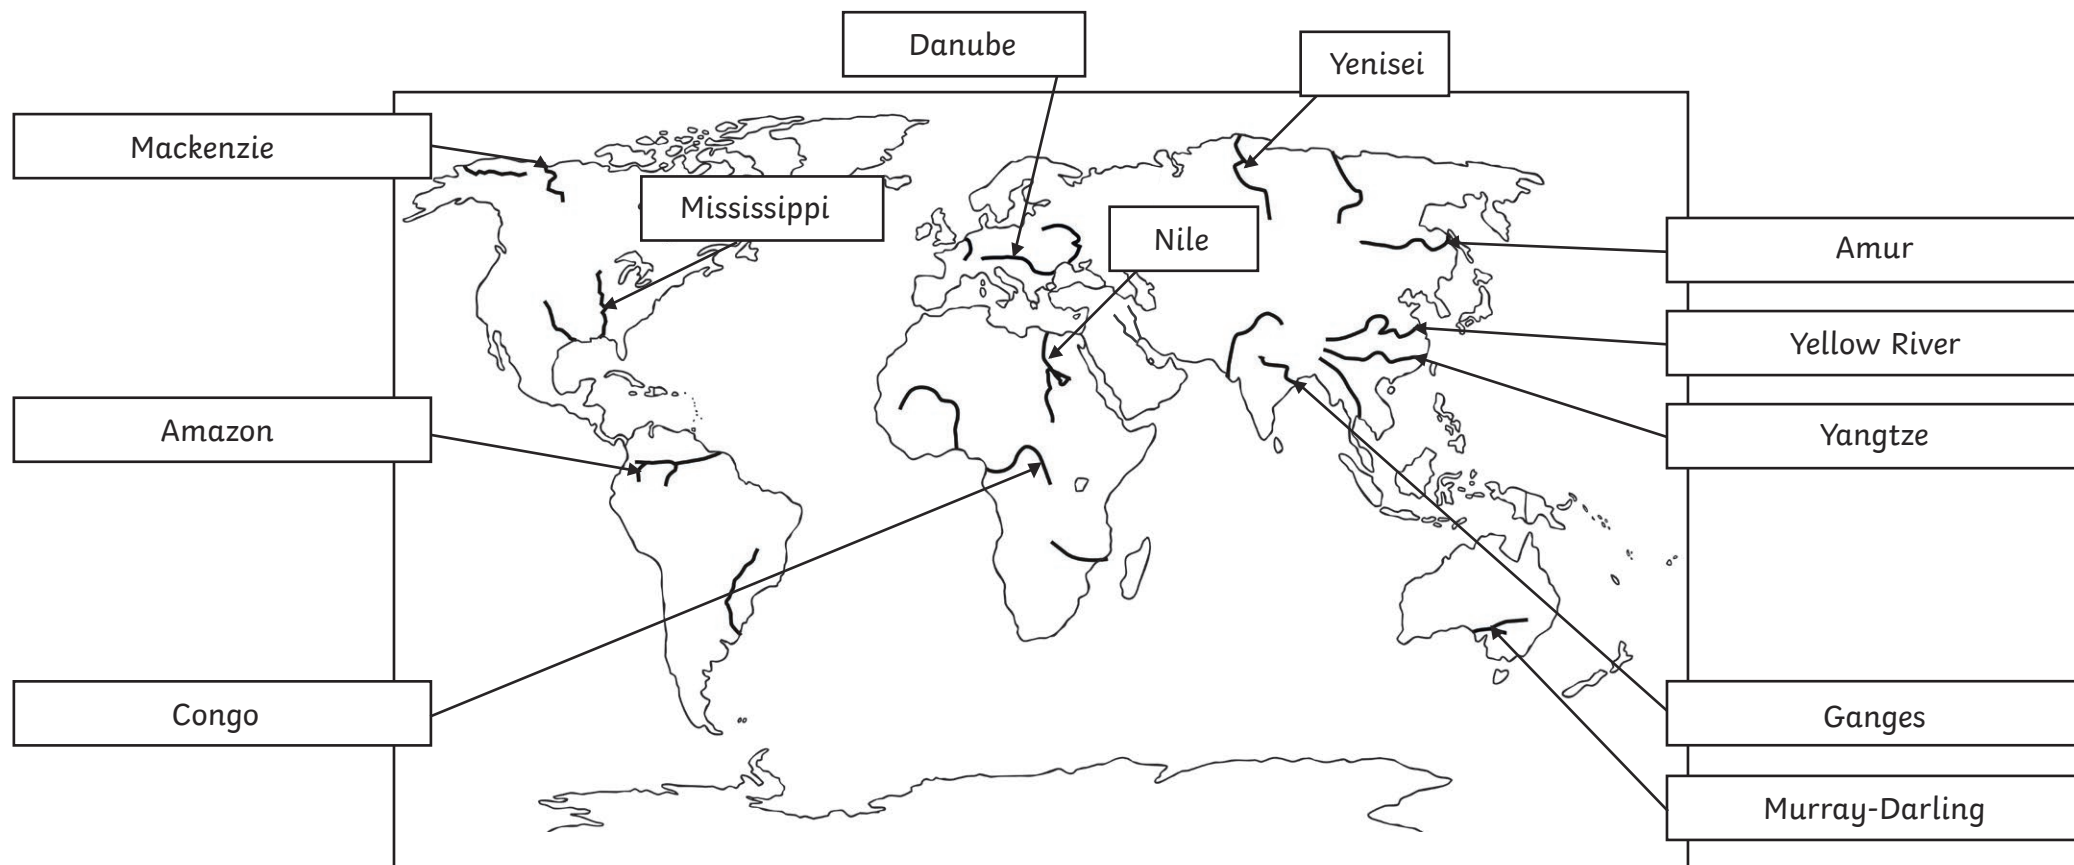 Danube
Yenisei
Mackenzie
Mississippi
Nile
Amur
Yellow River
Amazon
Yangtze
Congo
Ganges
Murray-Darling